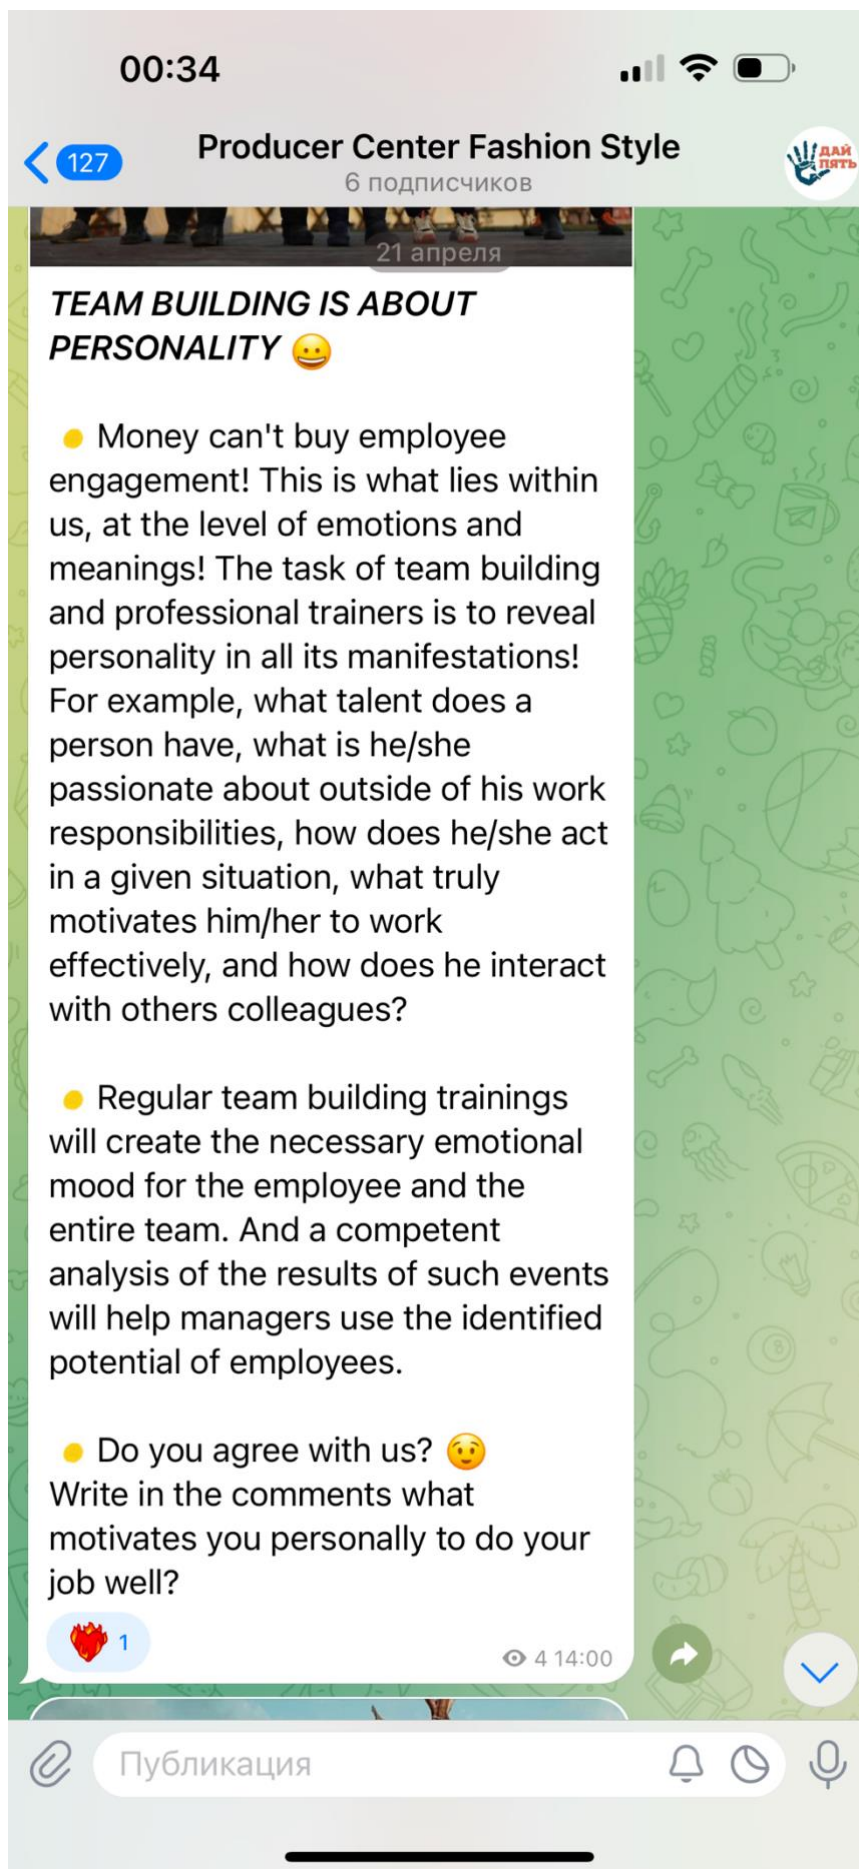 00:34
127
Producer Center Fashion Style
6 подписчиков
ДАЙ
ПЯТЬ
21 апреля
TEAM BUILDING IS ABOUT
PERSONALITY 😀
Money can't buy employee
engagement! This is what lies within
us, at the level of emotions and
meanings! The task of team building
and professional trainers is to reveal
personality in all its manifestations!
For example, what talent does a
person have, what is he/she
passionate about outside of his work
responsibilities, how does he/she act
in a given situation, what truly
motivates him/her to work
effectively, and how does he interact
with others colleagues?
Regular team building trainings
will create the necessary emotional
mood for the employee and the
entire team. And a competent
analysis of the results of such events
will help managers use the identified
potential of employees.
Do you agree with us? 😉
Write in the comments what
motivates you personally to do your
job well?
1
4 14:00
Публикация